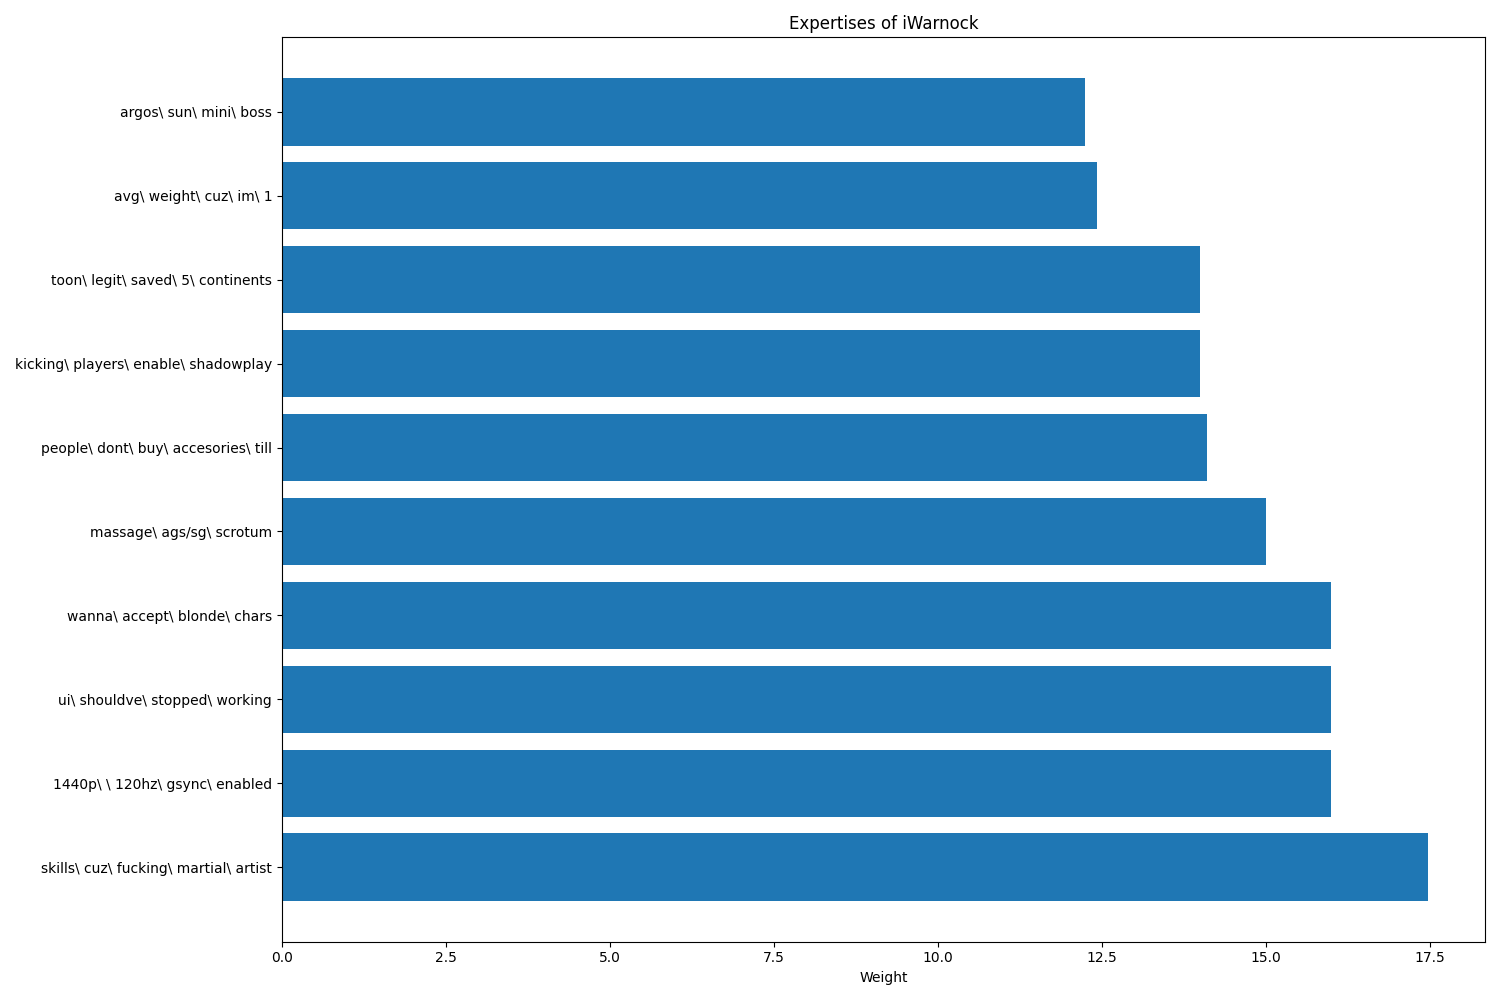 Expertises of iWarnock
argos\ sun\ mini\ boss
avg\ weight\ cuz\ im\ 1
toon\ legit\ saved\ 5\ continents
kicking\ players\ enable\ shadowplay
people\ dont\ buy\ accesories\ till
massage\ ags/sg\ scrotum
wanna\ accept\ blonde\ chars
ui\ shouldve\ stopped\ working
1440p\ \ 120hz\ gsync\ enabled
skills\ cuz\ fucking\ martial\ artist
0.0 2.5 5.0 7.5 10.0 12.5 15.0 17.5
Weight